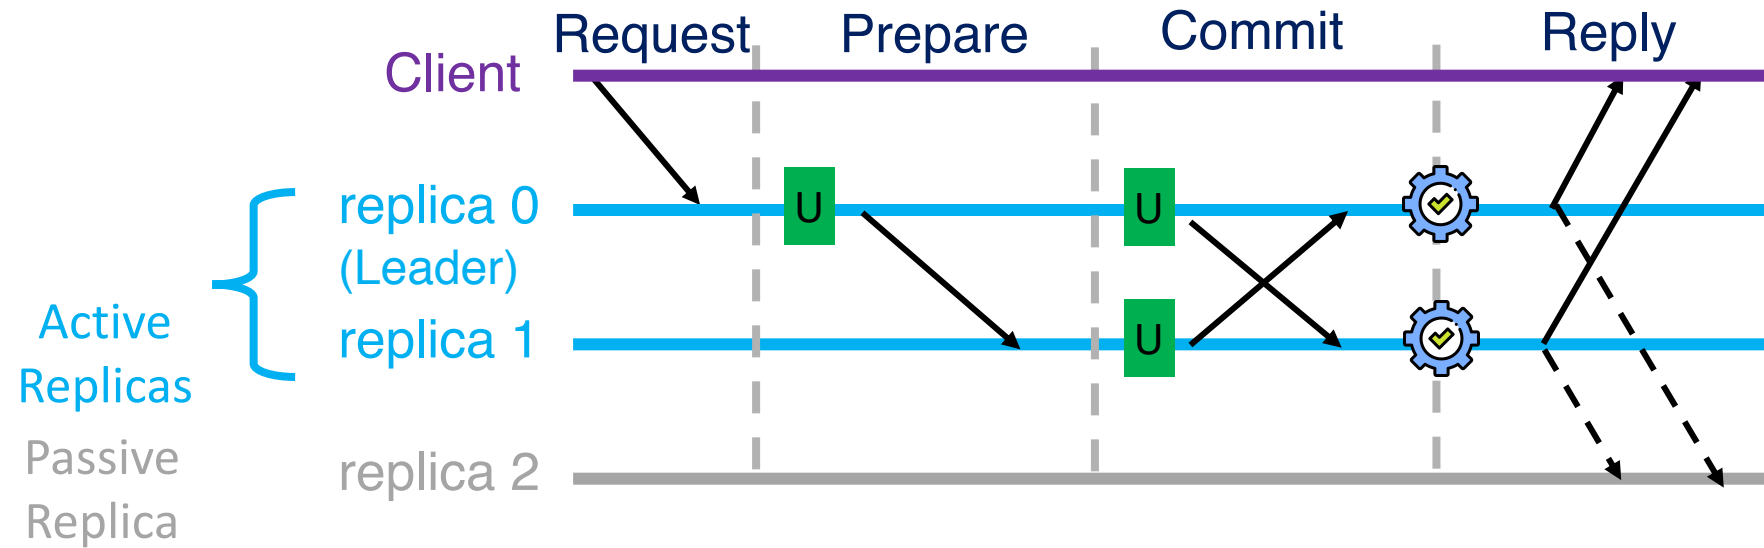 Request
Prepare
Commit
Reply
Client
replica 0
(Leader)
U
U
replica 1
U
Active
Replicas
Passive
Replica
replica 2